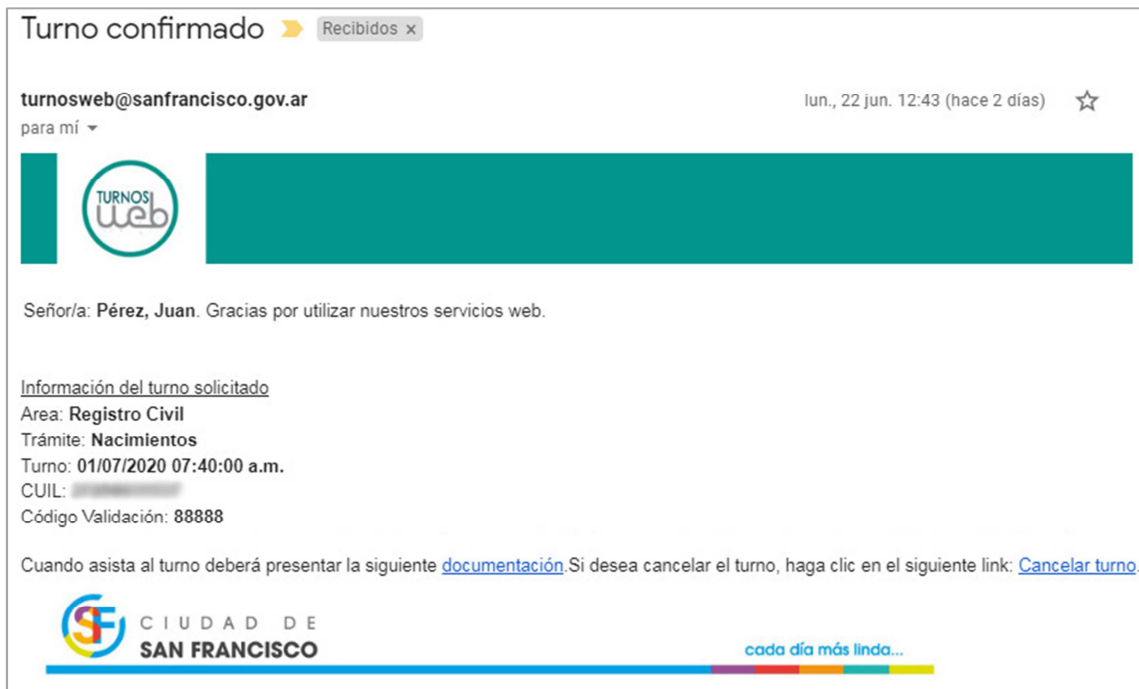 Turno confirmado Recibidos x
turnosweb@sanfrancisco.gov.ar lun., 22 jun. 12:43 (hace 2 días)
para mí
TURNOS
web
Señor/a: Pérez, Juan. Gracias por utilizar nuestros servicios web.
Información del turno solicitado
Area: Registro Civil
Trámite: Nacimientos
Turno: 01/07/2020 07:40:00 a.m.
CUIL:
Código Validación: 88888
Cuando asista al turno deberá presentar la siguiente documentación.Si desea cancelar el turno, haga clic en el siguiente link: Cancelar turno.
SF
CIUDAD DE
SAN FRANCISCO
cada día más linda...